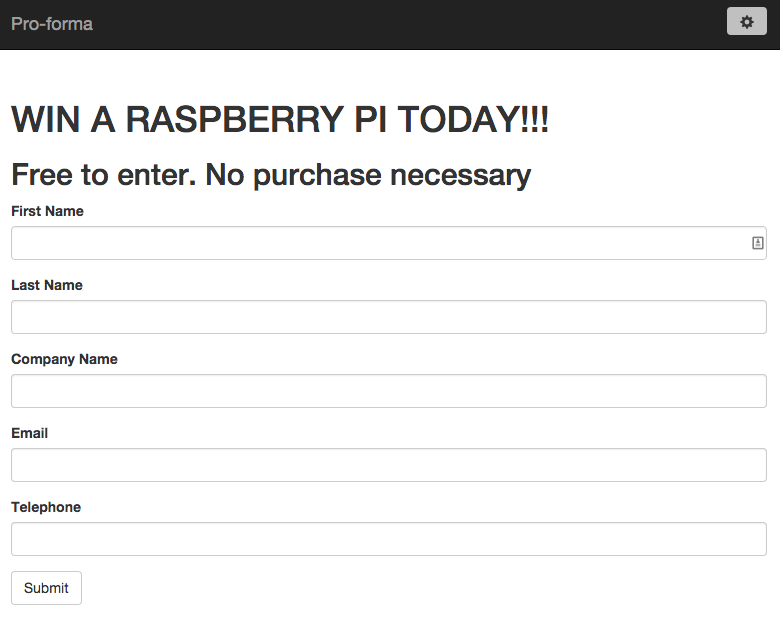 Pro-forma
WIN A RASPBERRY PI TODAY!!!
Free to enter. No purchase necessary
First Name
Last Name
Company Name
Email
Telephone
Submit